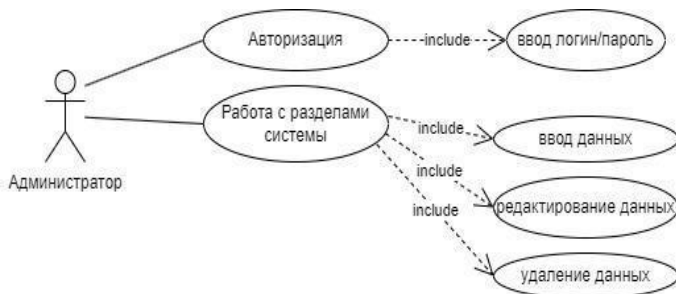 Авторизация
include
ввод логин/пароль
Работа с разделами
системы
include
ввод данных
include
редактирование данных
include
удаление данных
Администратор